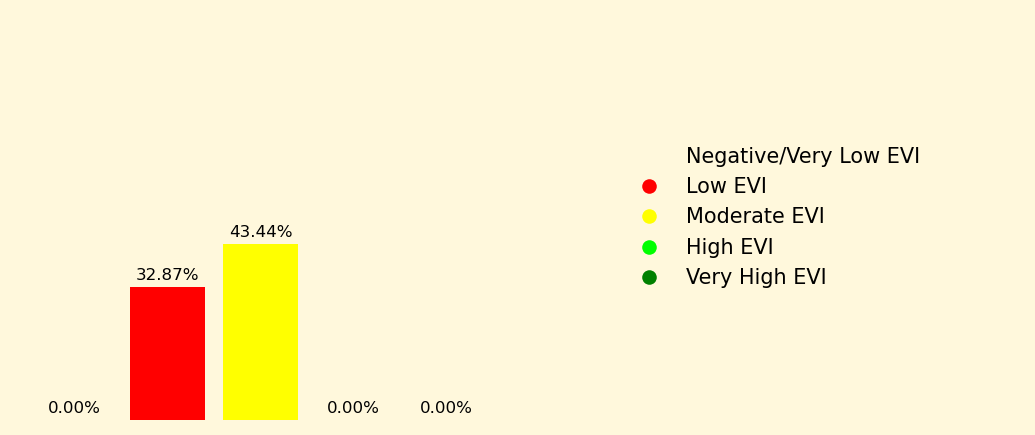 43.44%
32.87%
0.00%
0.00%
0.00%
Negative/Very Low EVI
Low EVI
Moderate EVI
High EVI
Very High EVI